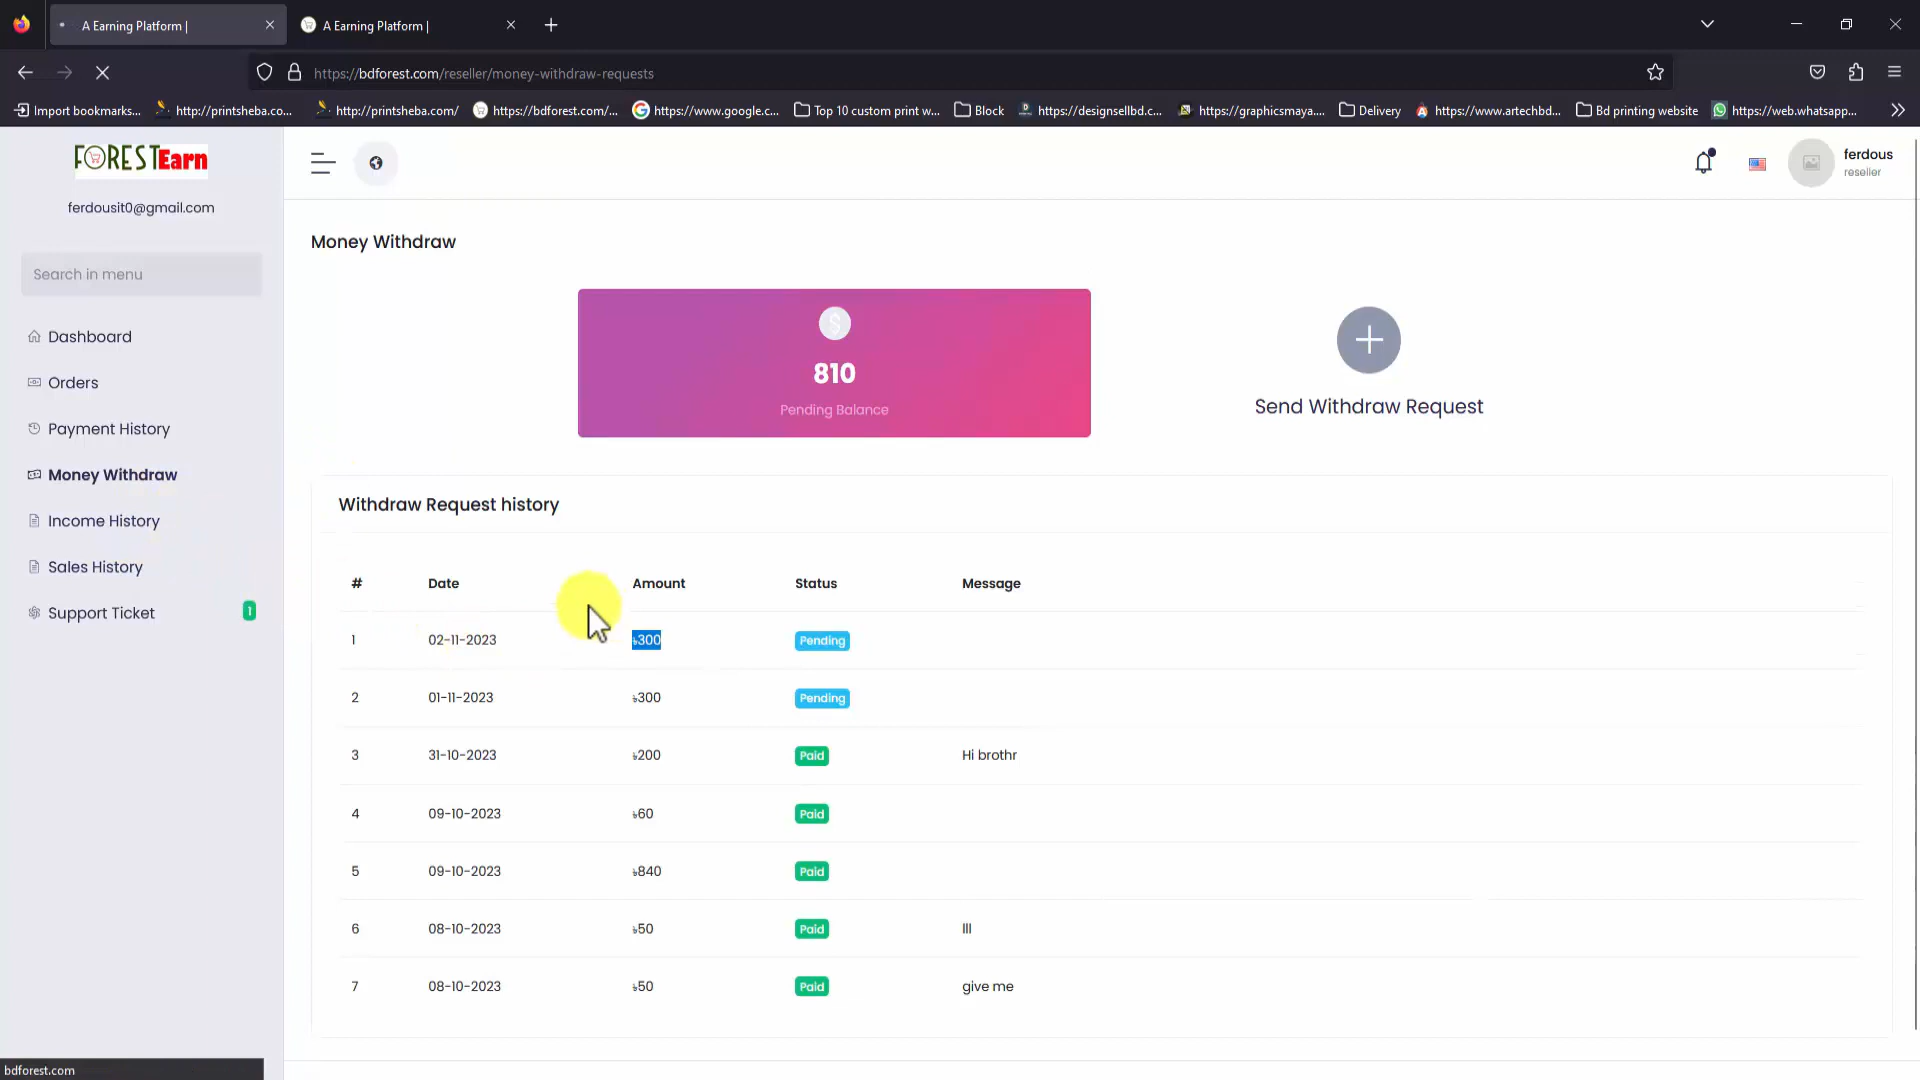 A Earning Platform |
A Earning Platform |
https://bdforest.com/reseller/money-withdraw-requests
Import bookmarks... http://printsheba.co... http://printsheba.com/ https://bdforest.com/... https://www.google.c... Top 10 custom print w... Block https://designsellbd.c... https://graphicsmaya.... Delivery https://www.artechbd... Bd printing website https://web.whatsapp...
FORESTEarn
ferdousit0@gmail.com
Search in menu
Dashboard
Orders
Payment History
Money Withdraw
Income History
Sales History
Support Ticket 1
ferdous
reseller
Money Withdraw
$
810
Pending Balance
Send Withdraw Request
Withdraw Request history
# Date Amount Status Message
1 02-11-2023 ৳300 Pending
2 01-11-2023 ৳300 Pending
3 31-10-2023 ৳200 Paid Hi brothr
4 09-10-2023 ৳60 Paid
5 09-10-2023 ৳840 Paid
6 08-10-2023 ৳50 Paid lll
7 08-10-2023 ৳50 Paid give me
bdforest.com